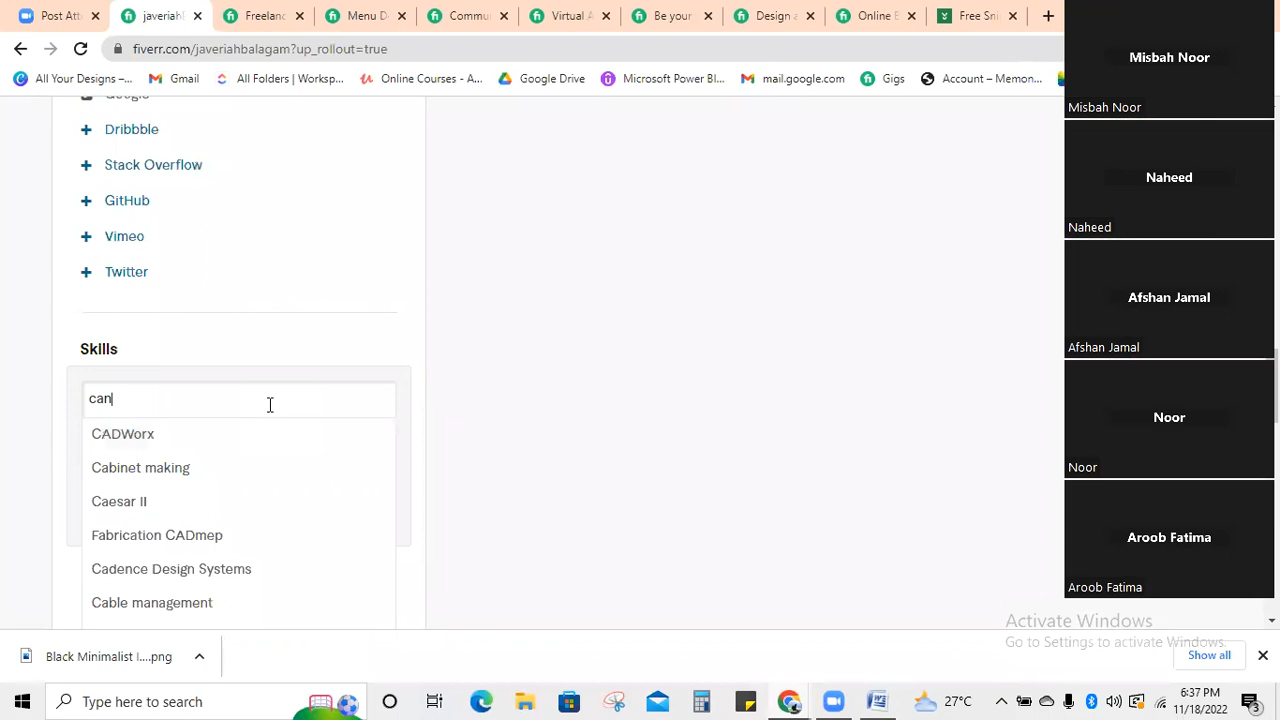 Post Att
javeriah
Freelanc
Menu D
Commu
Virtual A
Be your
Design a
Online E
Free Sni
fiverr.com/javeriahbalagam?up_rollout=true
All Your Designs –...
Gmail
All Folders | Worksp...
Online Courses - A...
Google Drive
Microsoft Power Bl...
mail.google.com
Gigs
Account – Memon...
Google
Dribbble
Stack Overflow
GitHub
Vimeo
Twitter
Skills
can
CADWorx
Cabinet making
Caesar II
Fabrication CADmep
Cadence Design Systems
Cable management
Misbah Noor
Misbah Noor
Naheed
Naheed
Afshan Jamal
Afshan Jamal
Noor
Noor
Aroob Fatima
Aroob Fatima
Activate Windows
Go to Settings to activate Windows.
Black Minimalist I....png
Show all
Type here to search
27°C
6:37 PM
11/18/2022
3